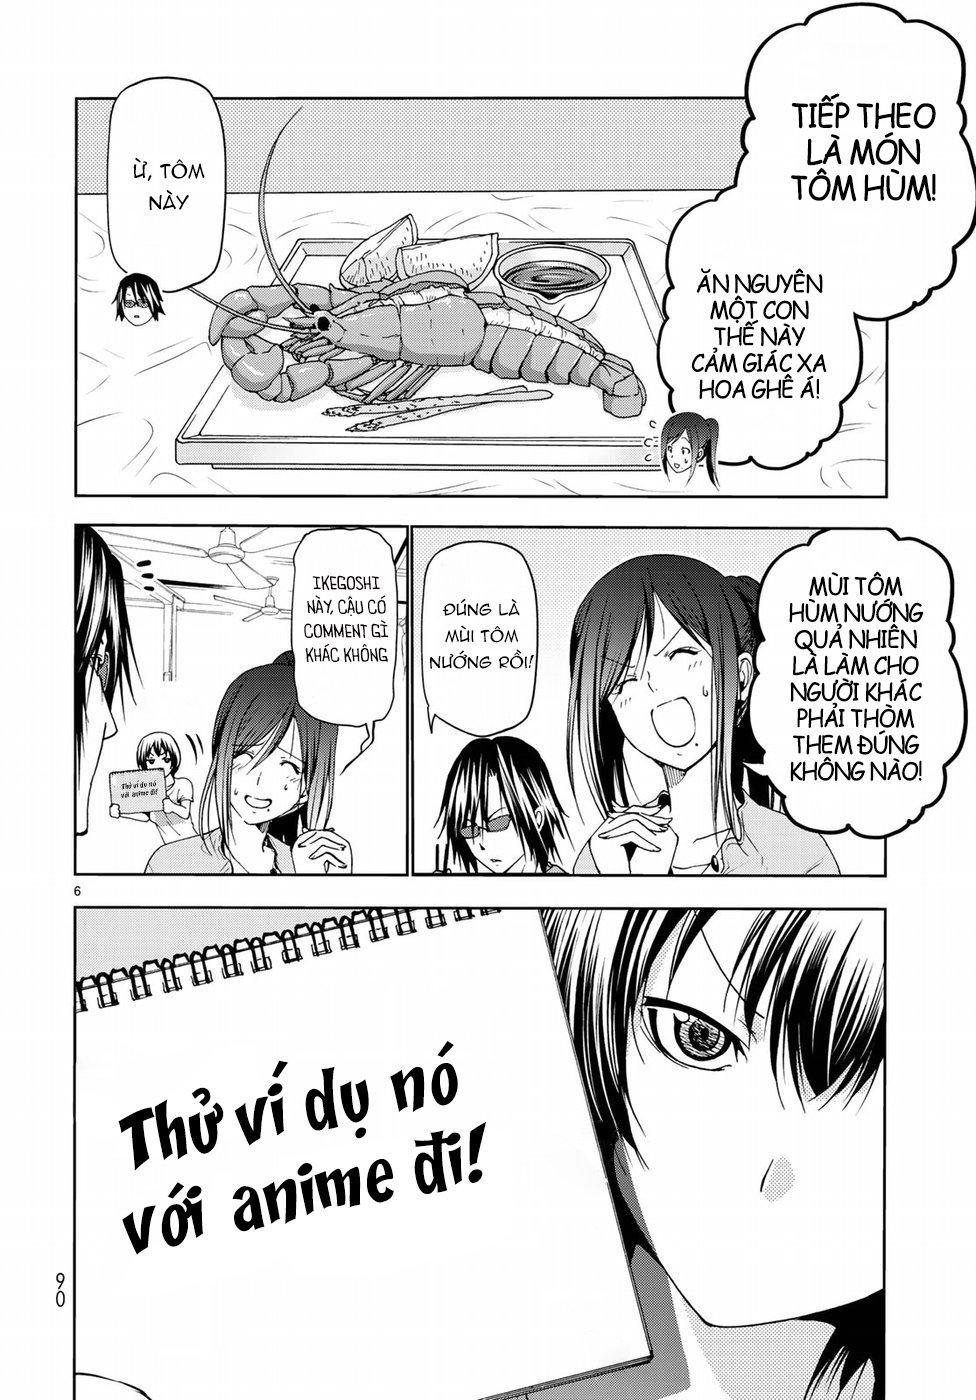 TIẾP THEO
LÀ MÓN
TÔM HÙM!
ĂN NGUYÊN
MỘT CON
THẾ NÀY
CẢM GIÁC XA
HOA GHÊ Á!
Ừ, TÔM
NÀY
MÙI TÔM
HÙM NƯỚNG
QUẢ NHIÊN
LÀ LÀM CHO
NGƯỜI KHÁC
PHẢI THÒM
THEM ĐÚNG
KHÔNG NÀO!
ĐÚNG LÀ
MÙI TÔM
NƯỚNG RỒI!
IKEGOSHI
NÀY, CẬU CÓ
COMMENT GÌ
KHÁC KHÔNG
Thử ví dụ nó
với anime đi!
6
Thử ví dụ nó
với anime đi!
90